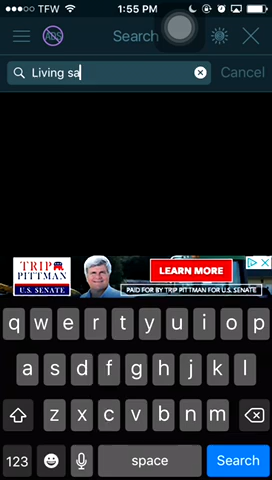 TFW 1:55 PM
ADS Search
Living sa Cancel
TRIP
PITTMAN
U.S. SENATE
LEARN MORE
PAID FOR BY TRIP PITTMAN FOR U.S. SENATE
q w e r t y u i o p
a s d f g h j k l
z x c v b n m
123 space Search